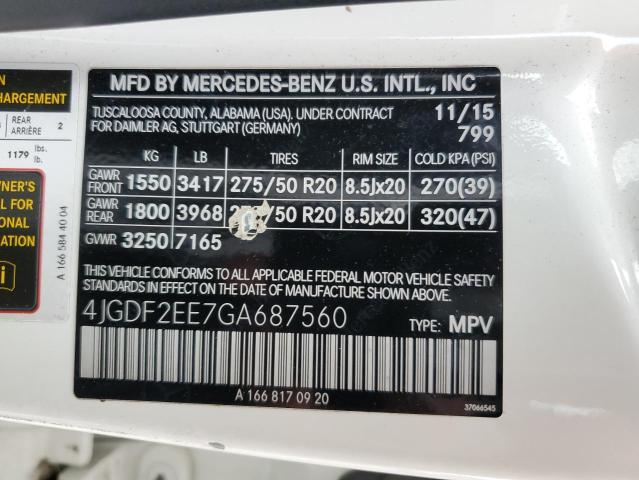 N
HARGEMENT
REAR
ARRIÈRE 2
1179 lbs.
lb.
WNER'S
L FOR
ONAL
ATION
i
A 166 584 40 04
MFD BY MERCEDES-BENZ U.S. INTL., INC
TUSCALOOSA COUNTY, ALABAMA (USA). UNDER CONTRACT 11/15
FOR DAIMLER AG, STUTTGART (GERMANY) 799
KG LB TIRES RIM SIZE COLD KPA (PSI)
GAWR FRONT 1550 3417 275/50 R20 8.5Jx20 270(39)
GAWR REAR 1800 3968 /50 R20 8.5Jx20 320(47)
GVWR 3250 7165
THIS VEHICLE CONFORMS TO ALL APPLICABLE FEDERAL MOTOR VEHICLE SAFETY
STDS IN EFFECT ON THE DATE OF MANUFACTURE SHOWN ABOVE.
4JGDF2EE7GA687560 TYPE: MPV
A 166 817 09 20
37066545